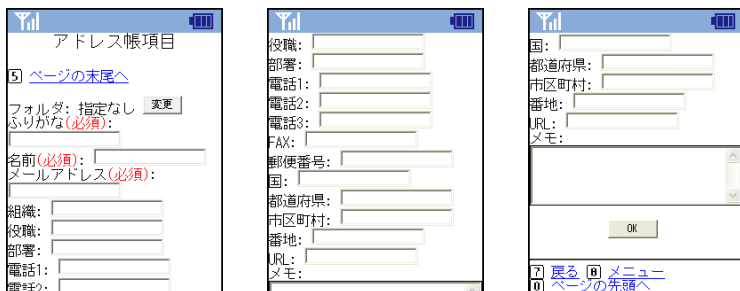 アドレス帳項目
5 ページの末尾へ
フォルダ: 指定なし 変更
ふりがな(必須):
名前(必須):
メールアドレス(必須):
組織:
役職:
部署:
電話1:
電話2:
役職:
部署:
電話1:
電話2:
電話3:
FAX:
郵便番号:
国:
都道府県:
市区町村:
番地:
URL:
メモ:
国:
都道府県:
市区町村:
番地:
URL:
メモ:
OK
7 戻る 8 メニュー
0 ページの先頭へ